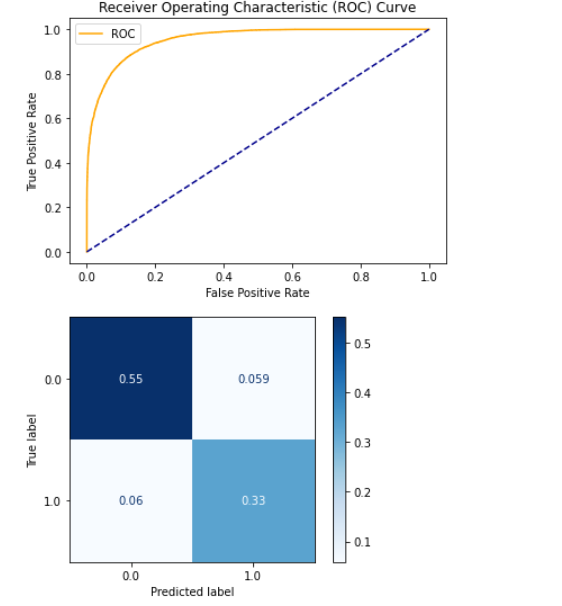 Receiver Operating Characteristic (ROC) Curve
ROC
1.0
0.8
0.6
0.4
0.2
0.0
True Positive Rate
0.0 0.2 0.4 0.6 0.8 1.0
False Positive Rate
0.55 0.059
0.06 0.33
0.0
1.0
True label
0.0 1.0
Predicted label
0.5
0.4
0.3
0.2
0.1